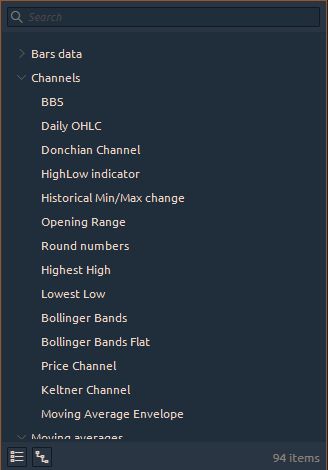 Search
Bars data
Channels
BB5
Daily OHLC
Donchian Channel
HighLow indicator
Historical Min/Max change
Opening Range
Round numbers
Highest High
Lowest Low
Bollinger Bands
Bollinger Bands Flat
Price Channel
Keltner Channel
Moving Average Envelope
Moving averages
94 items